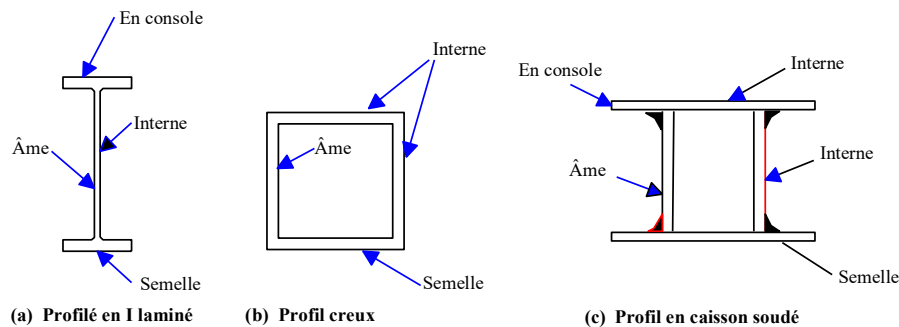 En console
Interne
Âme
Semelle
(a) Profilé en I laminé
Interne
Âme
Semelle
(b) Profil creux
En console
Interne
Âme
Interne
Semelle
(c) Profil en caisson soudé